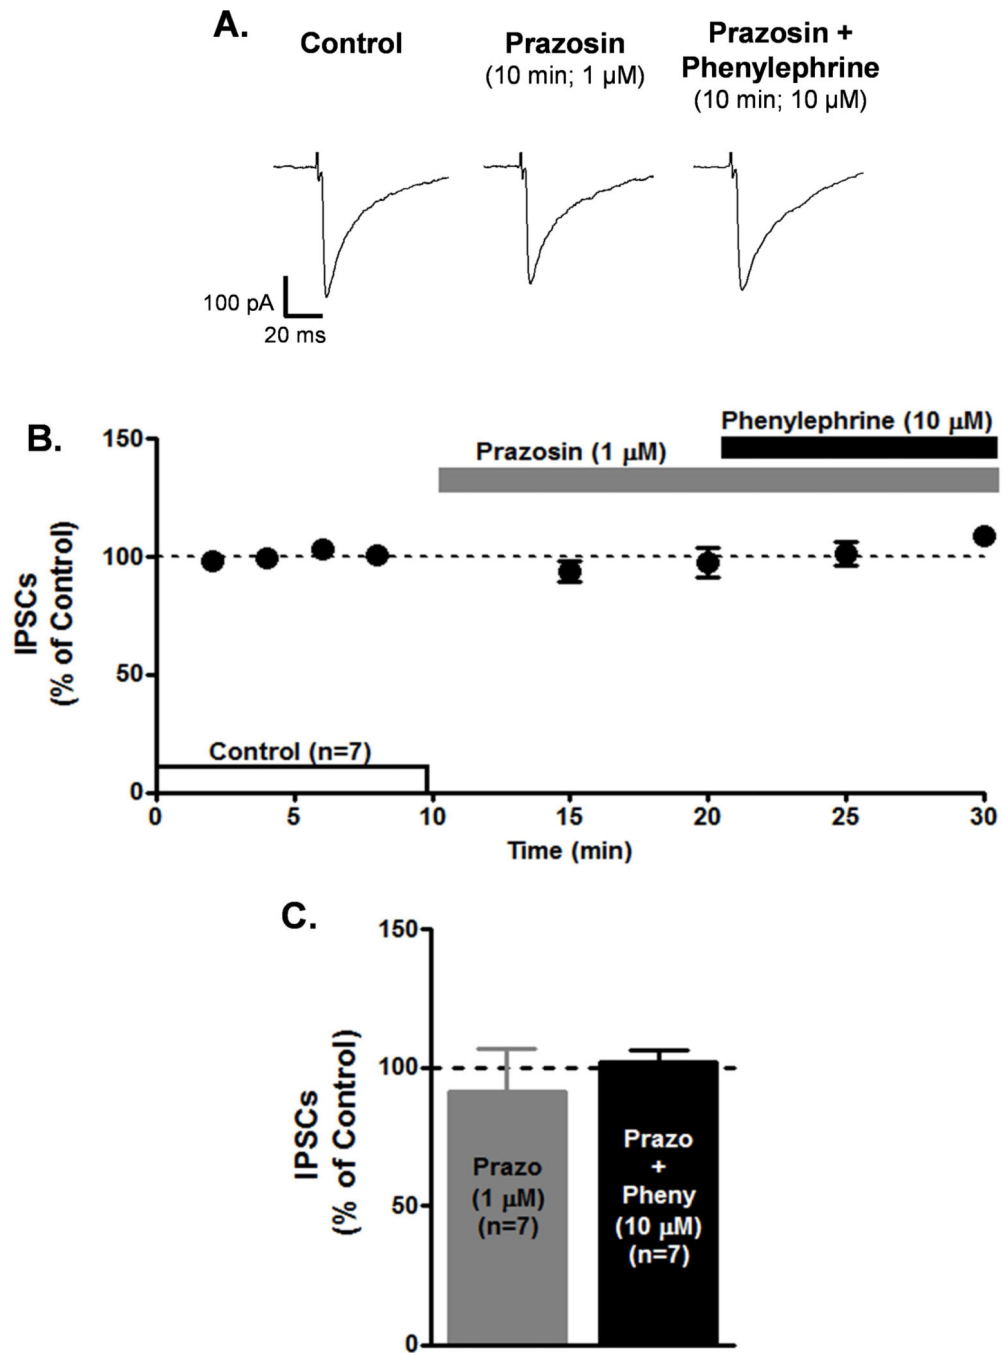 A.
Control
Prazosin
(10 min; 1 µM)
Prazosin +
Phenylephrine
(10 min; 10 µM)
100 pA
20 ms
B.
Phenylephrine (10 µM)
Prazosin (1 µM)
IPSCs
(% of Control)
150
100
50
0
Control (n=7)
0 5 10 15 20 25 30
Time (min)
C.
IPSCs
(% of Control)
150
100
50
0
Prazo
(1 µM)
(n=7)
Prazo
+
Pheny
(10 µM)
(n=7)